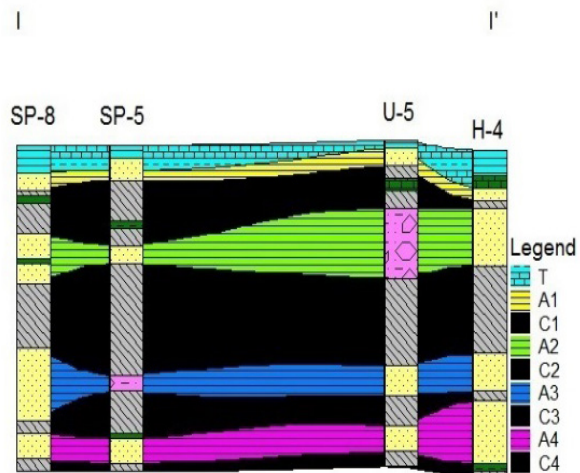 I I'
SP-8 SP-5 U-5 H-4
Legend
T
A1
C1
A2
C2
A3
C3
A4
C4